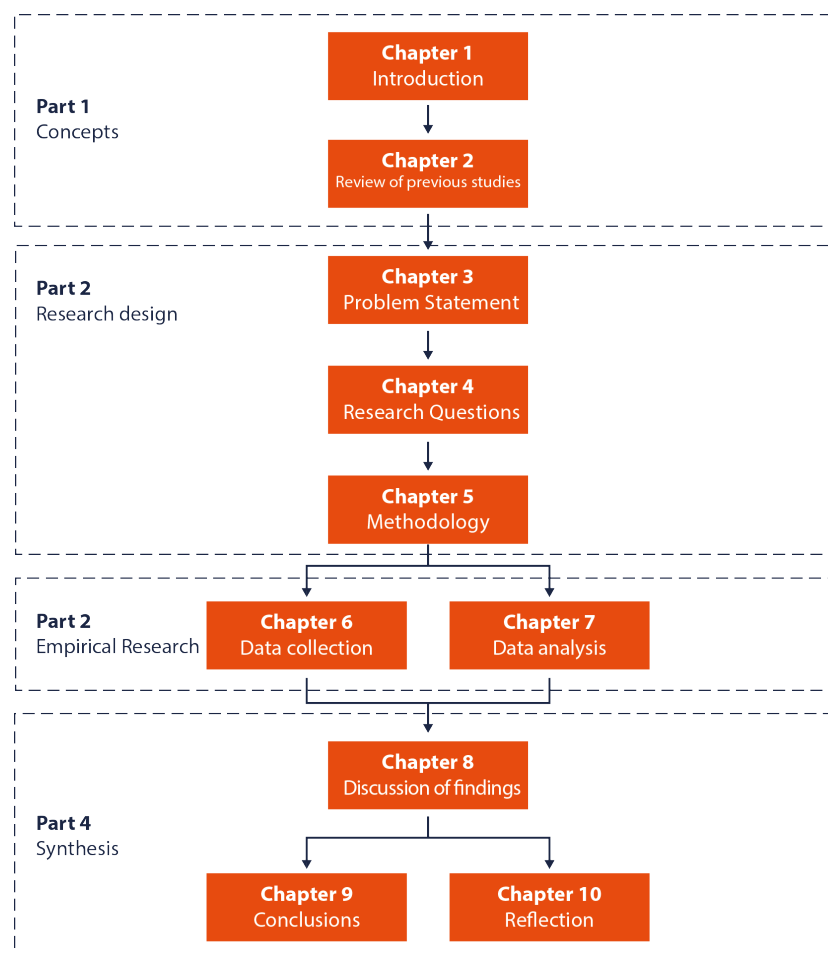 Chapter 1
Introduction
Part 1
Concepts
Chapter 2
Review of previous studies
Part 2
Research design
Chapter 3
Problem Statement
Chapter 4
Research Questions
Chapter 5
Methodology
Part 2
Empirical Research
Chapter 6
Data collection
Chapter 7
Data analysis
Chapter 8
Discussion of findings
Part 4
Synthesis
Chapter 9
Conclusions
Chapter 10
Reflection